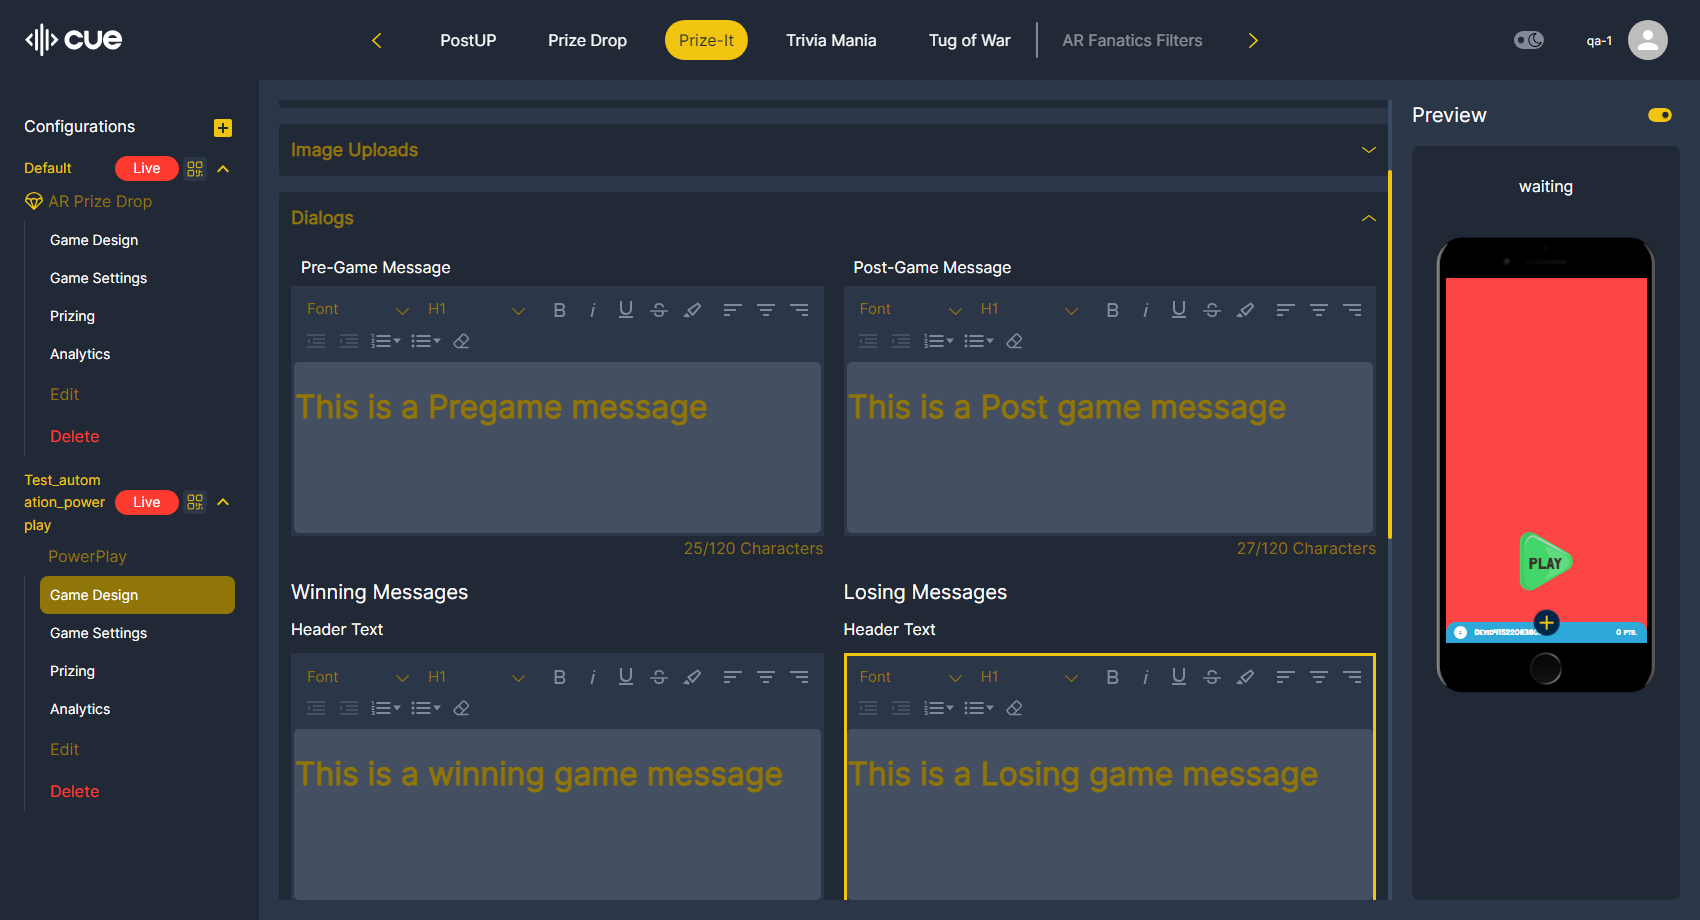 cue
PostUP
Prize Drop
Prize-It
Trivia Mania
Tug of War
AR Fanatics Filters
qa-1
Configurations
Default
Live
AR Prize Drop
Game Design
Game Settings
Prizing
Analytics
Edit
Delete
Test_autom
ation_power
play
Live
PowerPlay
Game Design
Game Settings
Prizing
Analytics
Edit
Delete
Image Uploads
Dialogs
Pre-Game Message
Font
H1
B i U S
This is a Pregame message
25/120 Characters
Post-Game Message
Font
H1
B i U S
This is a Post game message
27/120 Characters
Winning Messages
Header Text
Font
H1
B i U S
This is a winning game message
Losing Messages
Header Text
Font
H1
B i U S
This is a Losing game message
Preview
waiting
PLAY
0 PTS.